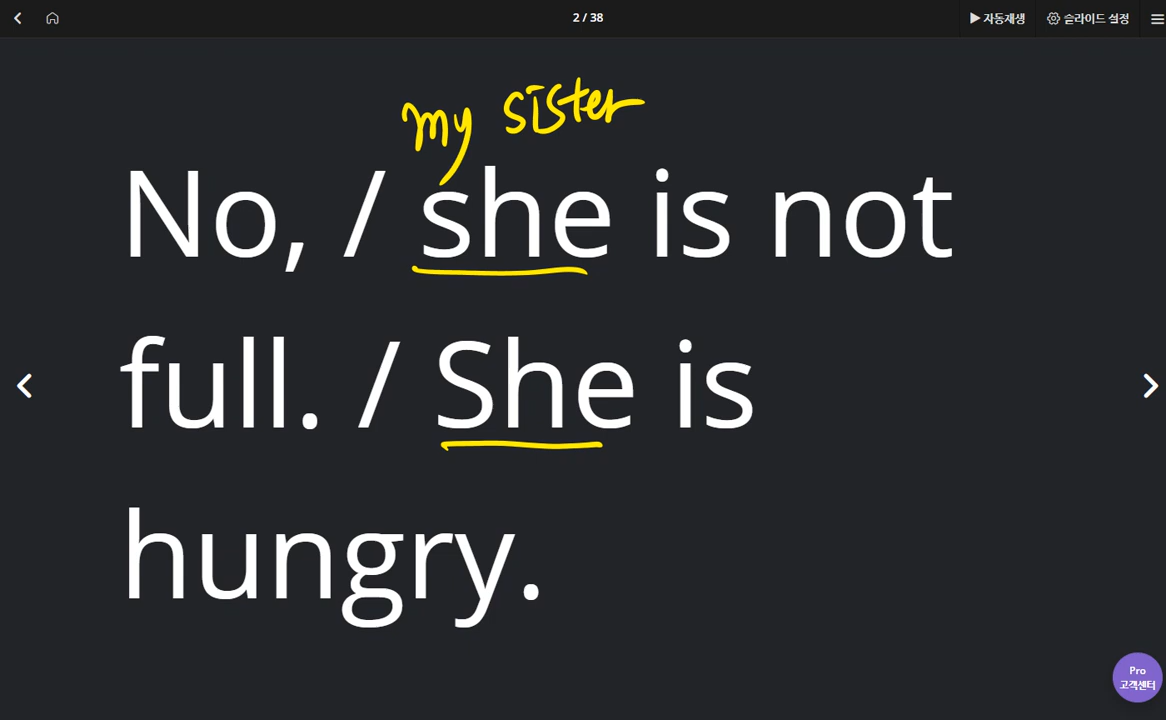 2 / 38
자동재생
슬라이드 설정
my sister
No, / she is not
full. / She is
hungry.
Pro
고객센터